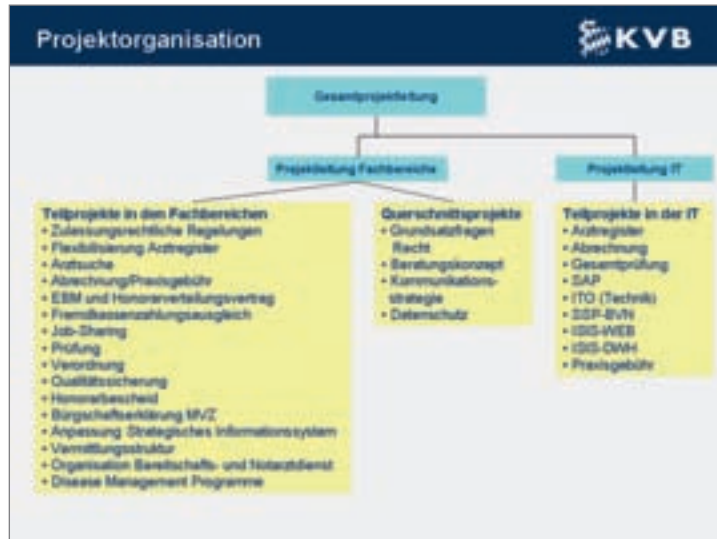 Projektorganisation
KVB
Gesamtprojektleitung
Projektleitung Fachbereiche
Projektleitung IT
Teilprojekte in den Fachbereichen
• Zulassungsrechtliche Regelungen
• Flexibilisierung Arztregister
• Arztsuche
• Abrechnung/Praxisgebühr
• EBM und Honorarverteilungsvertrag
• Fremdkassenzahlungsausgleich
• Job-Sharing
• Prüfung
• Verordnung
• Qualitätssicherung
• Honorarbescheid
• Bürgschaftserklärung MVZ
• Anpassung Strategisches Informationssystem
• Vermittlungsstruktur
• Organisation Bereitschafts- und Notarztdienst
• Disease Management Programme
Querschnittsprojekte
• Grundsatzfragen
Recht
• Beratungskonzept
• Kommunikations-
strategie
• Datenschutz
Teilprojekte in der IT
• Arztregister
• Abrechnung
• Gesamtprüfung
• SAP
• ITO (Technik)
• SSP-BVN
• ISIS-WEB
• ISIS-DWH
• Praxisgebühr